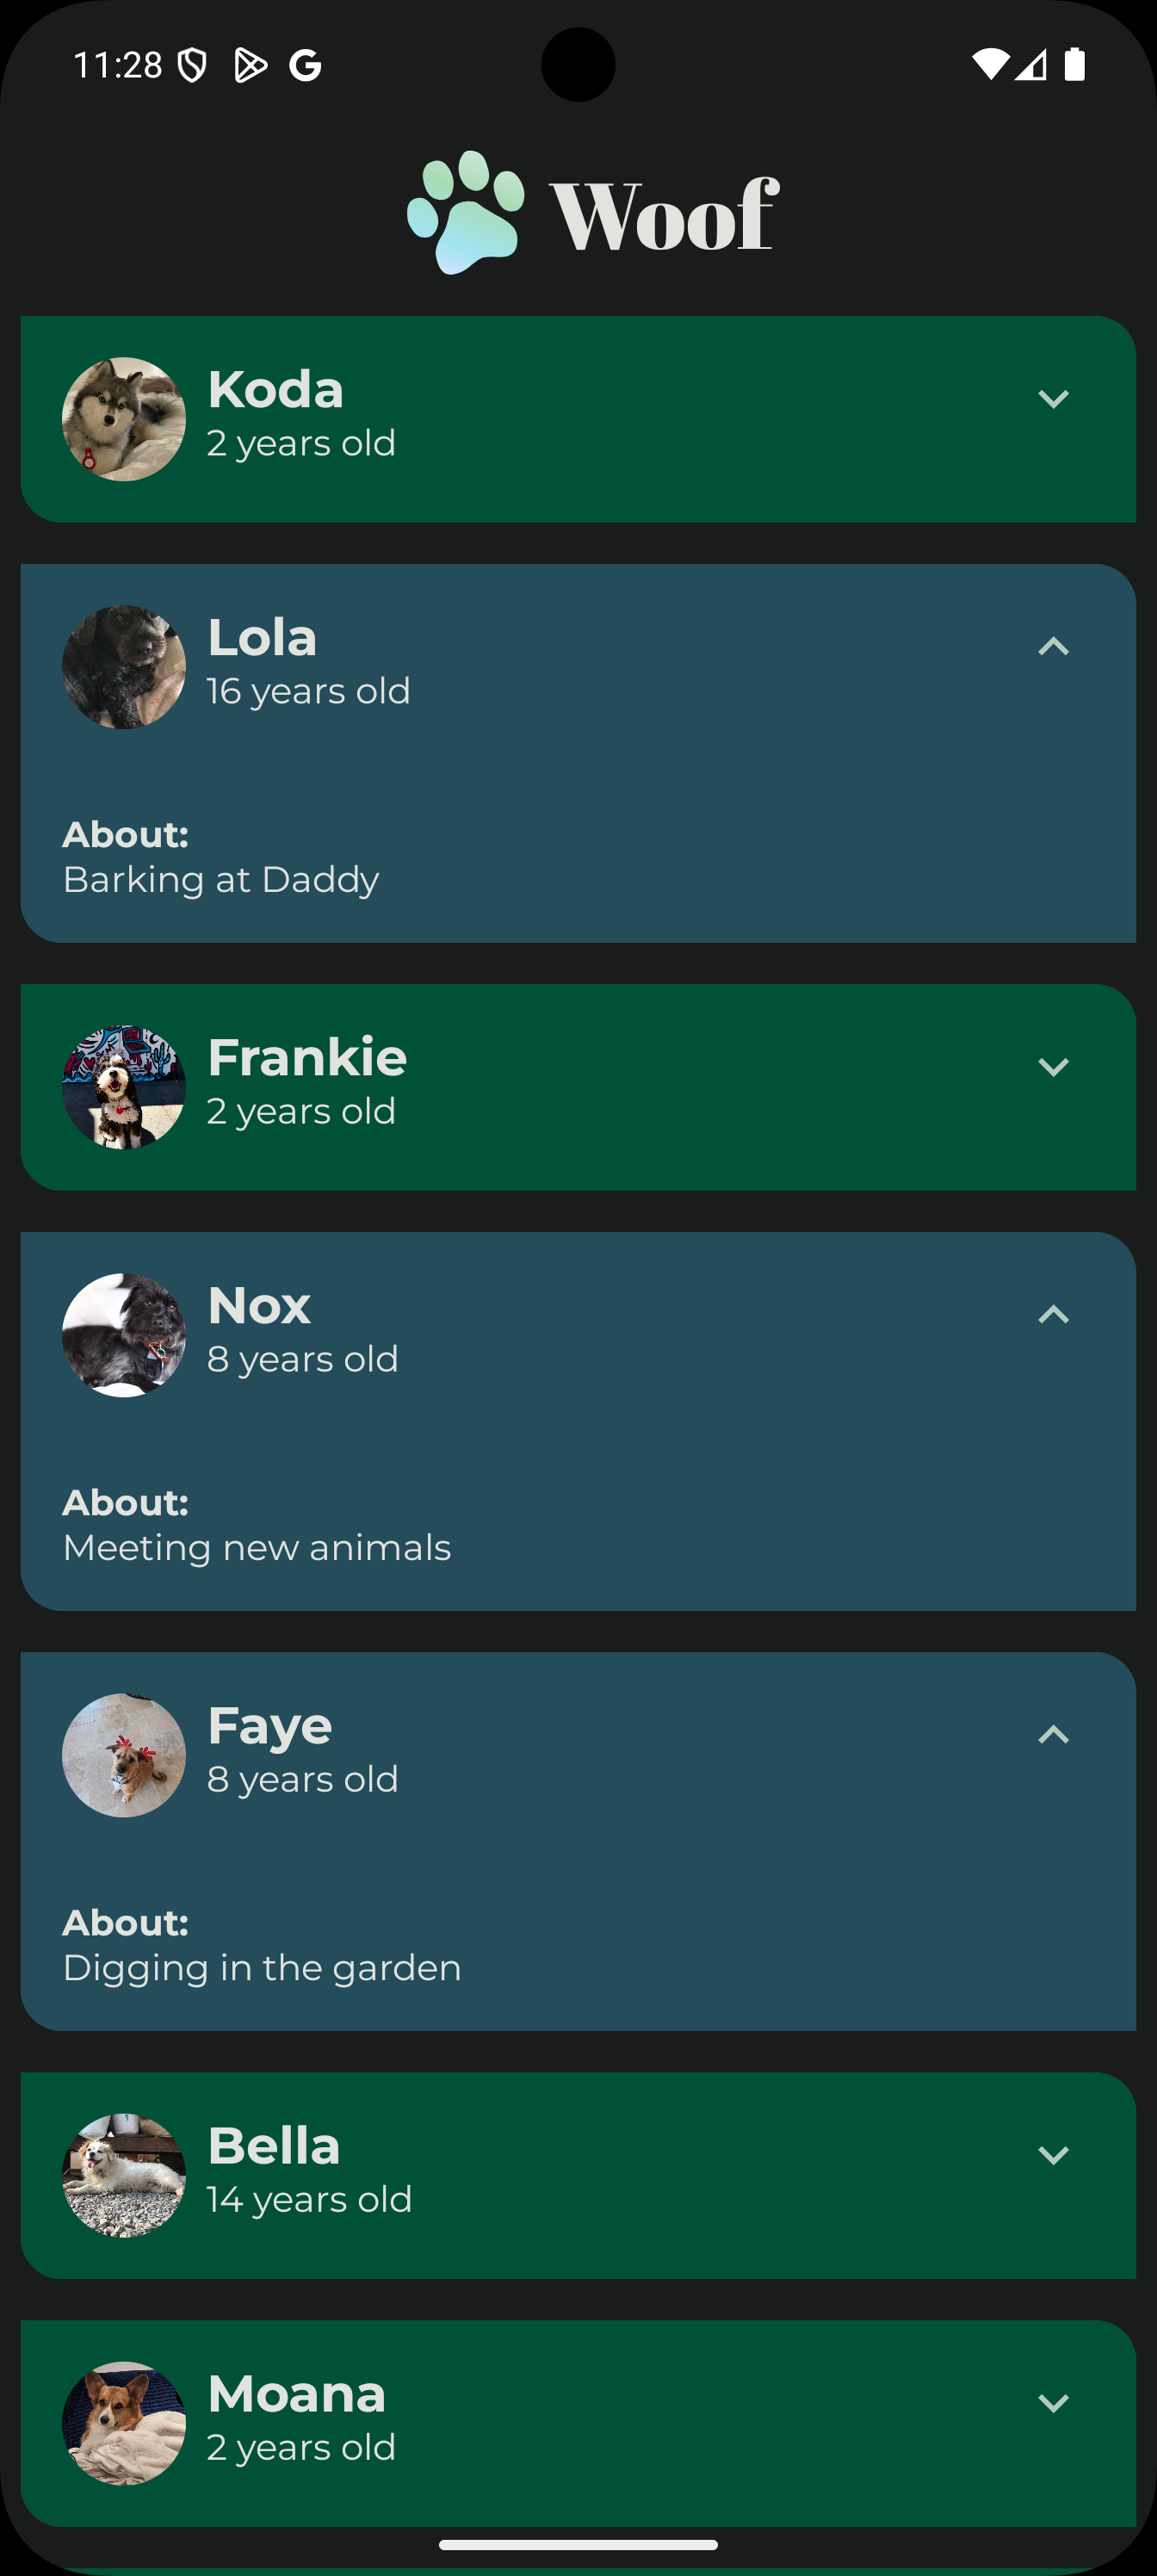 11:28
Woof
Koda
2 years old
Lola
16 years old
About:
Barking at Daddy
Frankie
2 years old
Nox
8 years old
About:
Meeting new animals
Faye
8 years old
About:
Digging in the garden
Bella
14 years old
Moana
2 years old